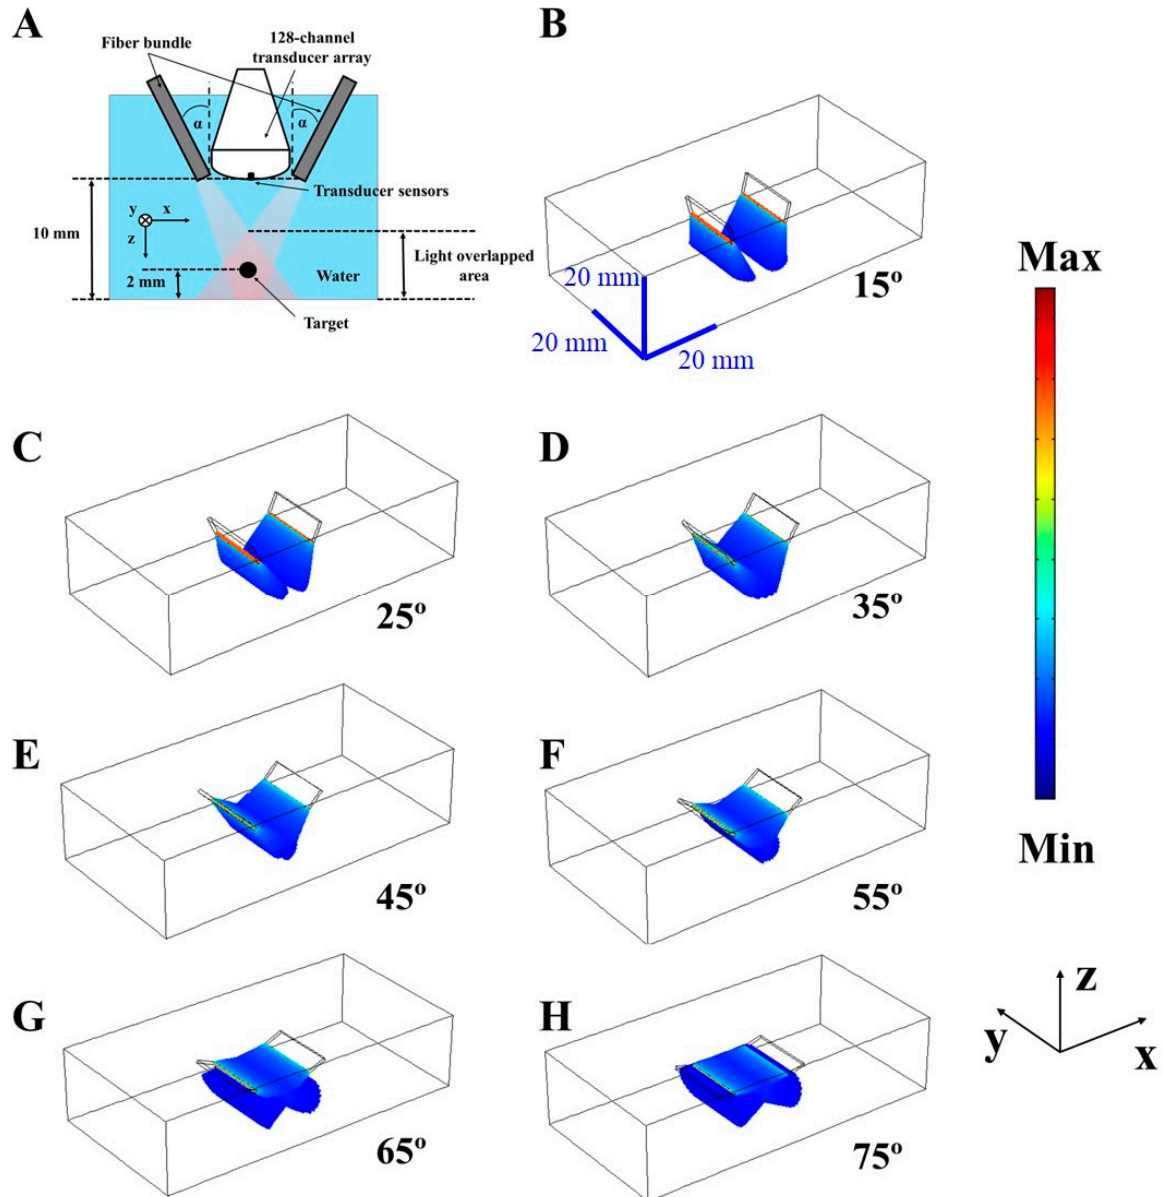 A
Fiber bundle
128-channel
transducer array
α
α
Transducer sensors
y
x
z
10 mm
2 mm
Light overlapped
area
Water
Target
B
20 mm
20 mm
20 mm
15º
Max
C
25º
D
35º
E
45º
F
55º
Min
G
65º
H
75º
z
y
x